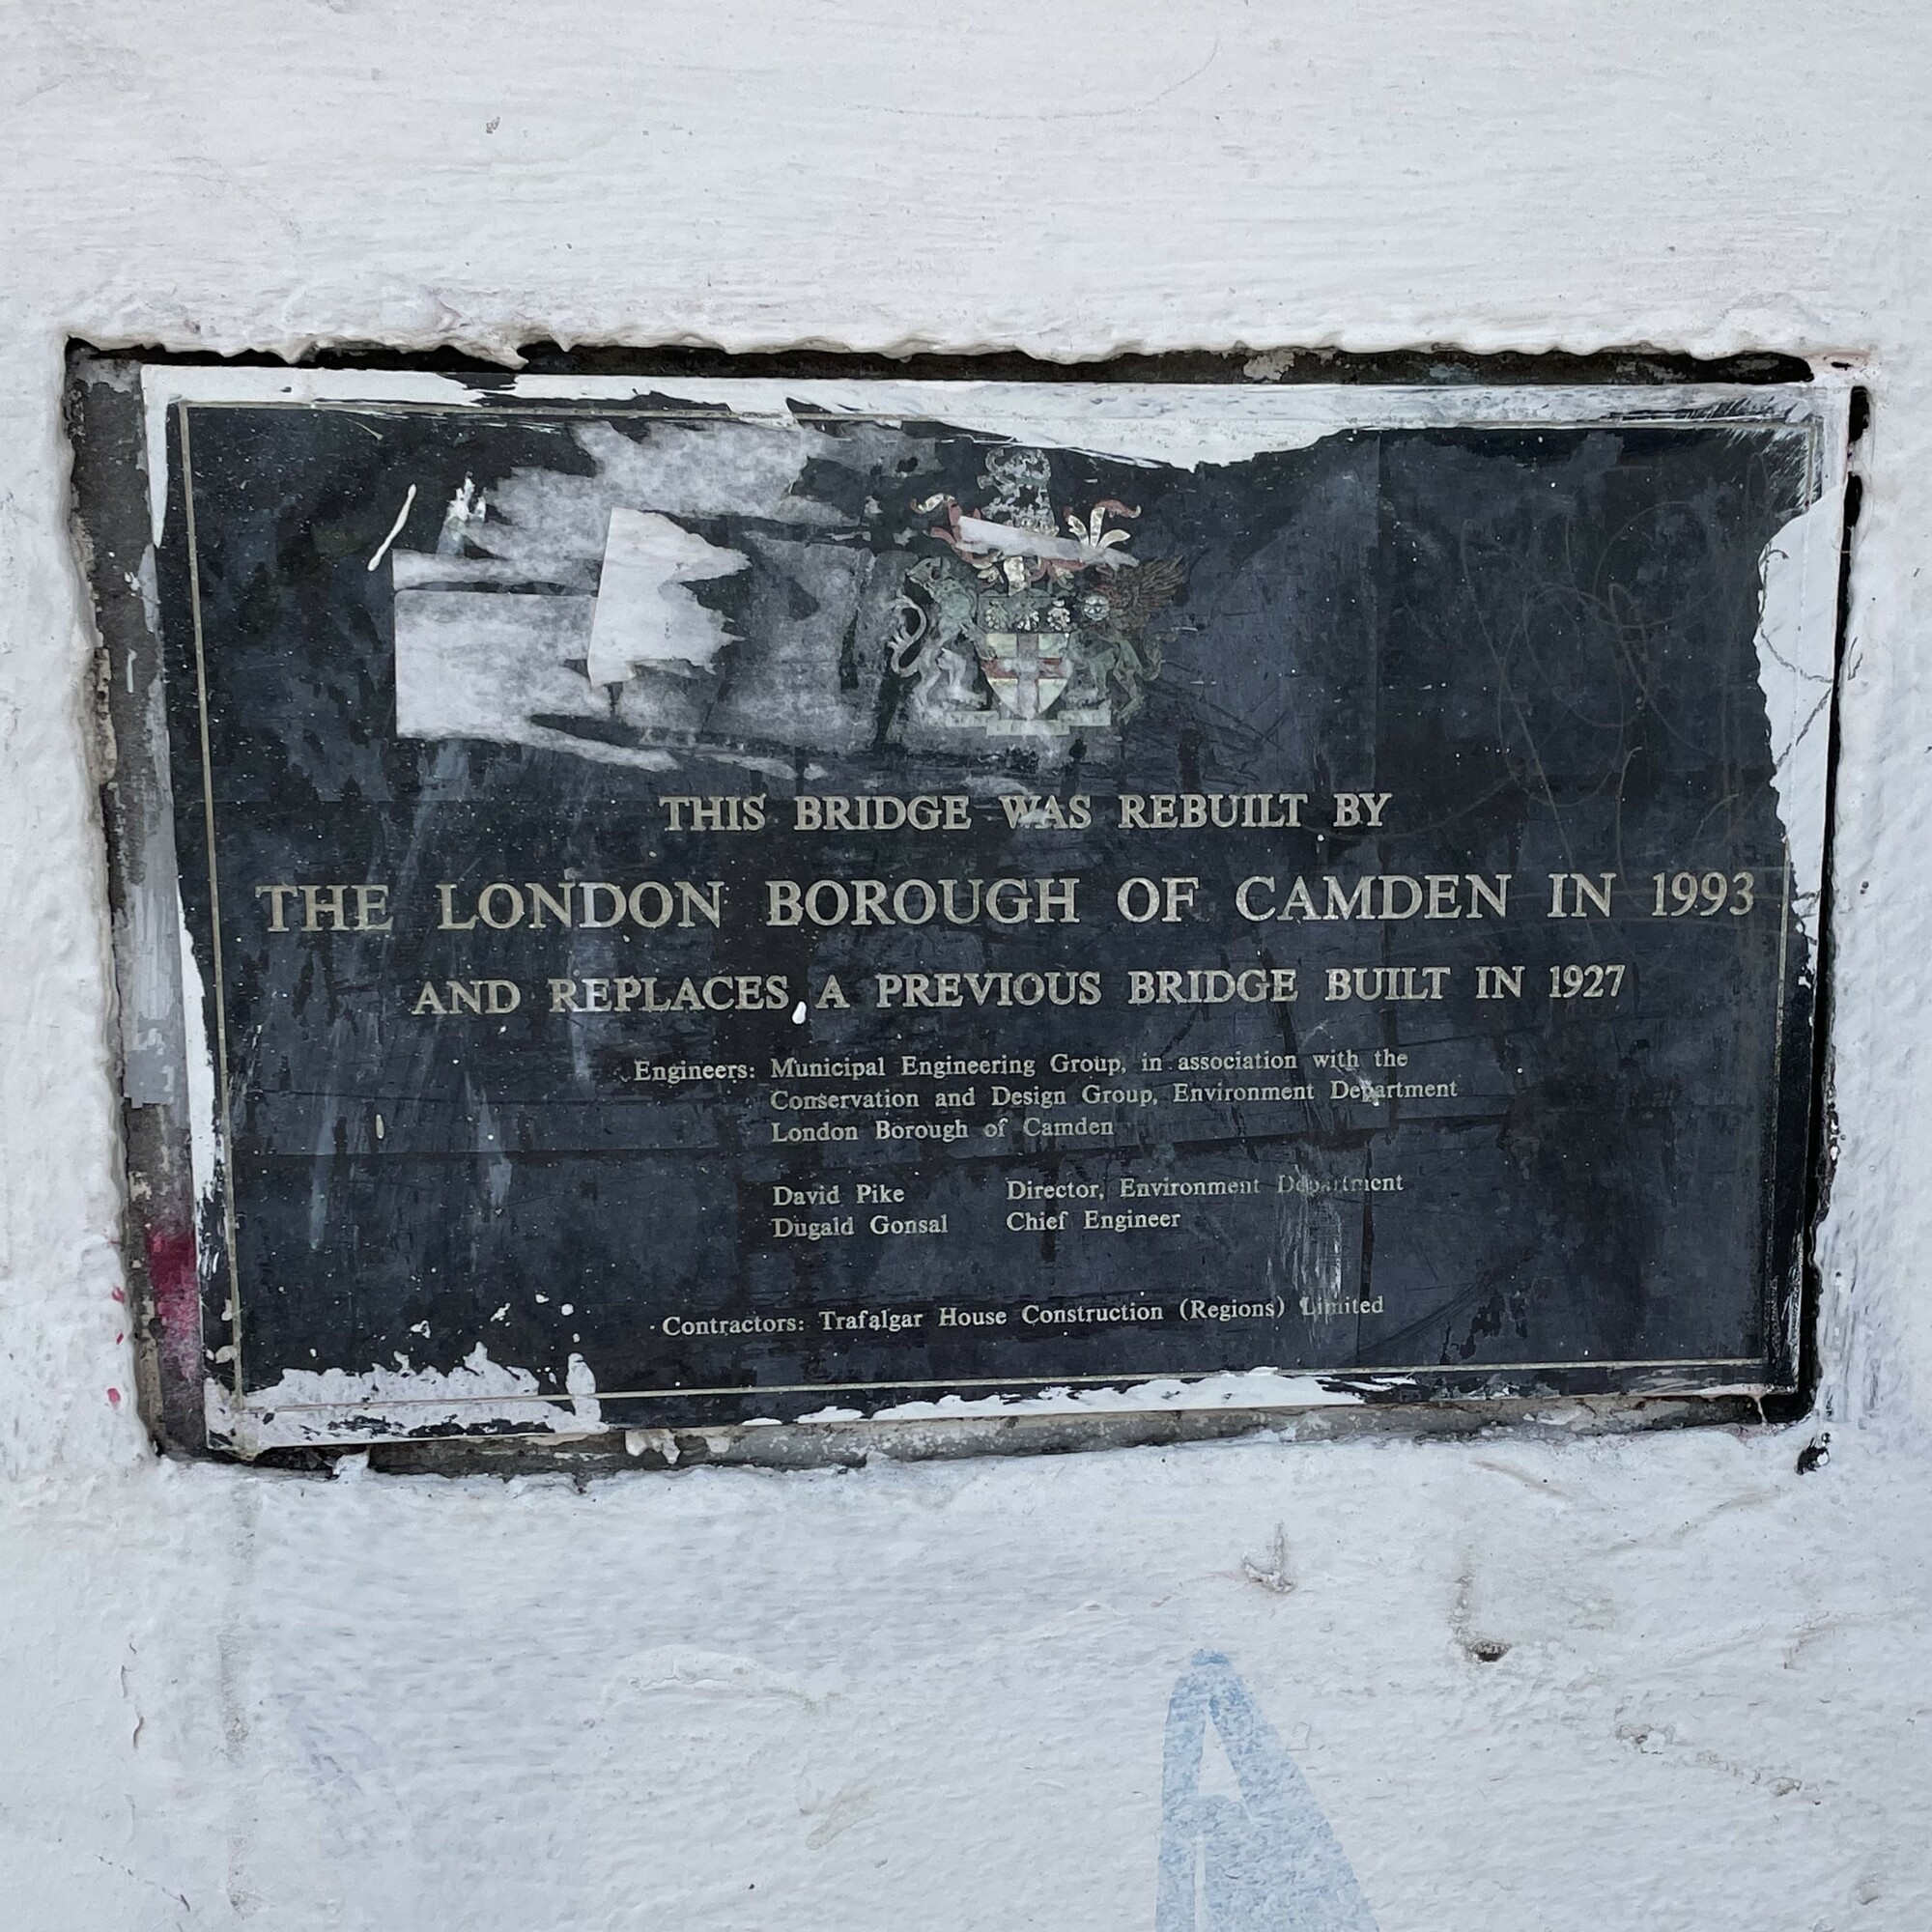 THIS BRIDGE WAS REBUILT BY
THE LONDON BOROUGH OF CAMDEN IN 1993
AND REPLACES A PREVIOUS BRIDGE BUILT IN 1927
Engineers: Municipal Engineering Group, in association with the
Conservation and Design Group, Environment Department
London Borough of Camden
David Pike Director, Environment Department
Dugald Gonsal Chief Engineer
Contractors: Trafalgar House Construction (Regions) Limited